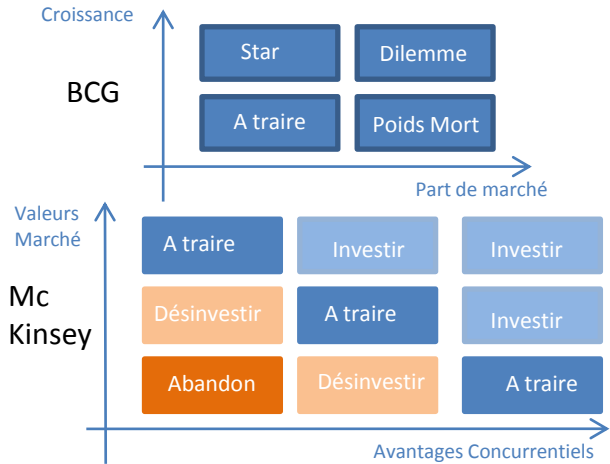 Croissance
BCG
Star
Dilemme
A traire
Poids Mort
Part de marché
Valeurs
Marché
Mc
Kinsey
A traire
Investir
Investir
Désinvestir
A traire
Investir
Abandon
Désinvestir
A traire
Avantages Concurrentiels